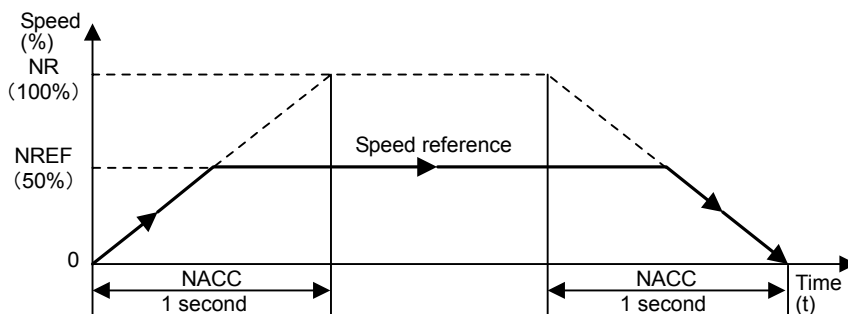 Speed
(%)
NR
（100%）
NREF
（50%）
Speed reference
0
NACC
1 second
NACC
1 second
Time
(t)